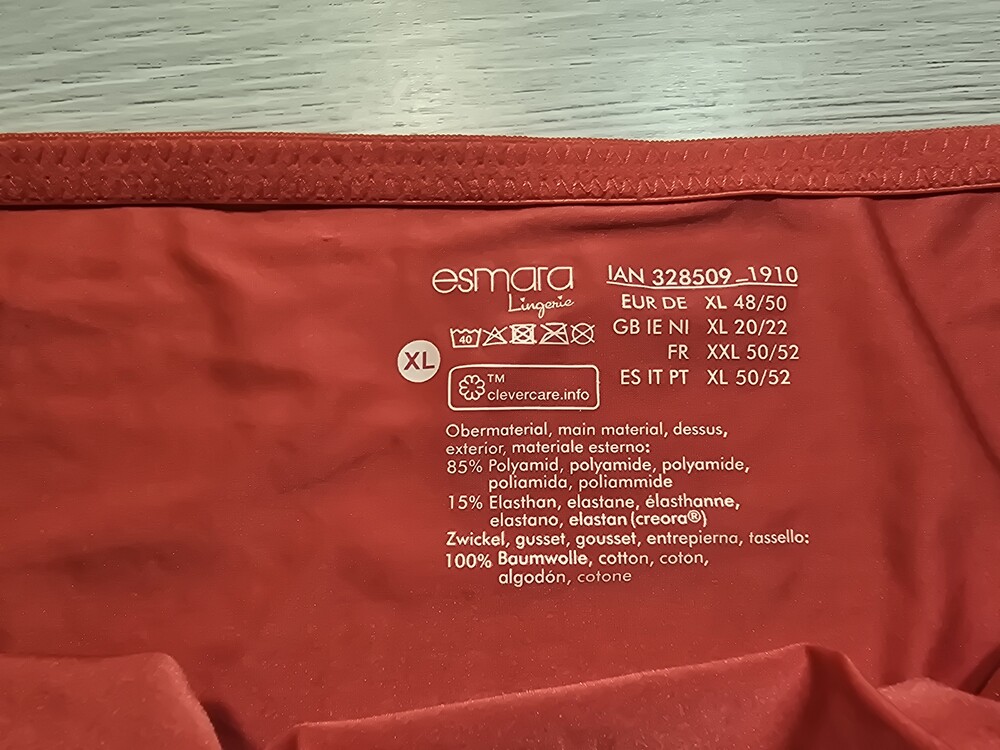 esmara
Lingerie
IAN 328509_1910
EUR DE XL 48/50
GB IE NI XL 20/22
FR XXL 50/52
ES IT PT XL 50/52
40
XL
TM
clevercare.info
Obermaterial, main material, dessus,
exterior, materiale esterno:
85% Polyamid, polyamide, polyamide,
poliamida, poliammide
15% Elasthan, elastane, élasthanne,
elastano, elastan (creora®)
Zwickel, gusset, gousset, entrepierna, tassello:
100% Baumwolle, cotton, coton,
algodón, cotone